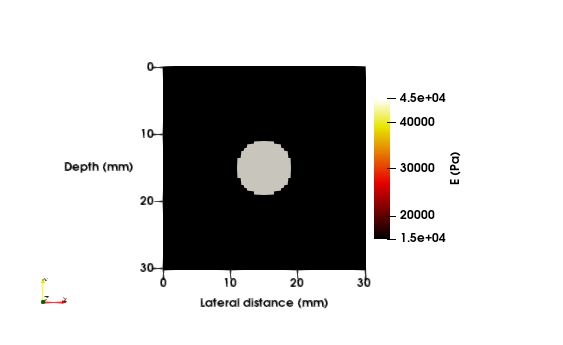 0
10
20
30
Depth (mm)
0 10 20 30
Lateral distance (mm)
4.5e+04
40000
30000
20000
1.5e+04
E (Pa)